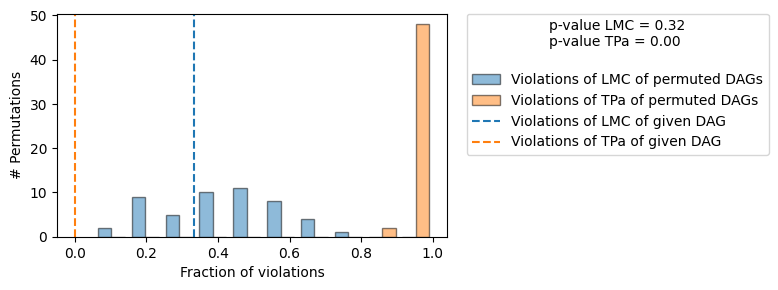 50
40
30
20
10
0
# Permutations
0.0 0.2 0.4 0.6 0.8 1.0
Fraction of violations
p-value LMC = 0.32
p-value TPa = 0.00
Violations of LMC of permuted DAGs
Violations of TPa of permuted DAGs
Violations of LMC of given DAG
Violations of TPa of given DAG